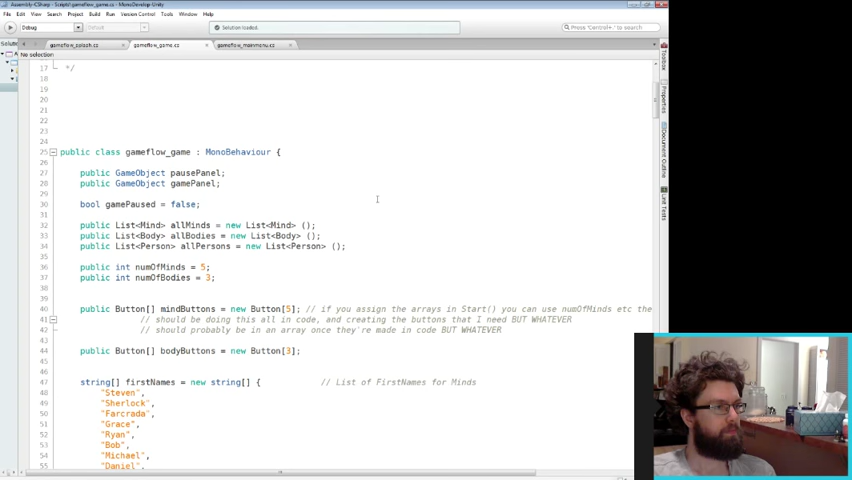 Assembly-CSharp - Scripts\gameflow_game.cs - MonoDevelop-Unity
File Edit View Search Project Build Run Version Control Tools Window Help
Debug
Default
Solution loaded.
Press 'Control+,' to search
Solutio
gameflow_splash.cs
gameflow_game.cs
gameflow_mainmenu.cs
No selection
17 */
18
19
20
21
22
23
24
25 public class gameflow_game : MonoBehaviour {
26
27 public GameObject pausePanel;
28 public GameObject gamePanel;
29
30 bool gamePaused = false;
31
32 public List<Mind> allMinds = new List<Mind> ();
33 public List<Body> allBodies = new List<Body> ();
34 public List<Person> allPersons = new List<Person> ();
35
36 public int numOfMinds = 5;
37 public int numOfBodies = 3;
38
39
40 public Button[] mindButtons = new Button[5]; // if you assign the arrays in Start() you can use numOfMinds etc the
41 // should be doing this all in code, and creating the buttons that I need BUT WHATEVER
42 // should probably be in an array once they're made in code BUT WHATEVER
43
44 public Button[] bodyButtons = new Button[3];
45
46
47 string[] firstNames = new string[] { // List of FirstNames for Minds
48 "Steven",
49 "Sherlock",
50 "Farcrada",
51 "Grace",
52 "Ryan",
53 "Bob",
54 "Michael",
55 "Daniel",
Toolbox
Properties
Document Outline
Unit Tests